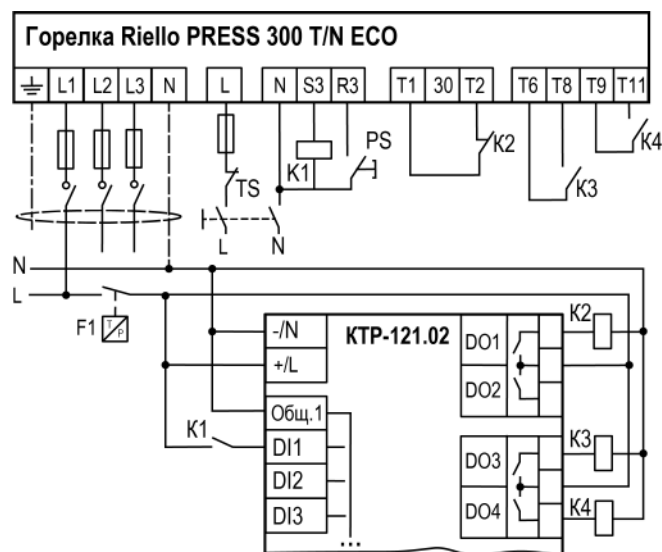 Горелка Riello PRESS 300 T/N ECO
L1 L2 L3 N L N S3 R3 T1 30 T2 T6 T8 T9 T11
PS
K2
K4
TS
K1
K3
L N
N
L
F1 T P
-/N
КТР-121.02
+/L
K2
DO1
DO2
Общ.1
K1
DI1
DI2
DI3
...
K3
DO3
K4
DO4